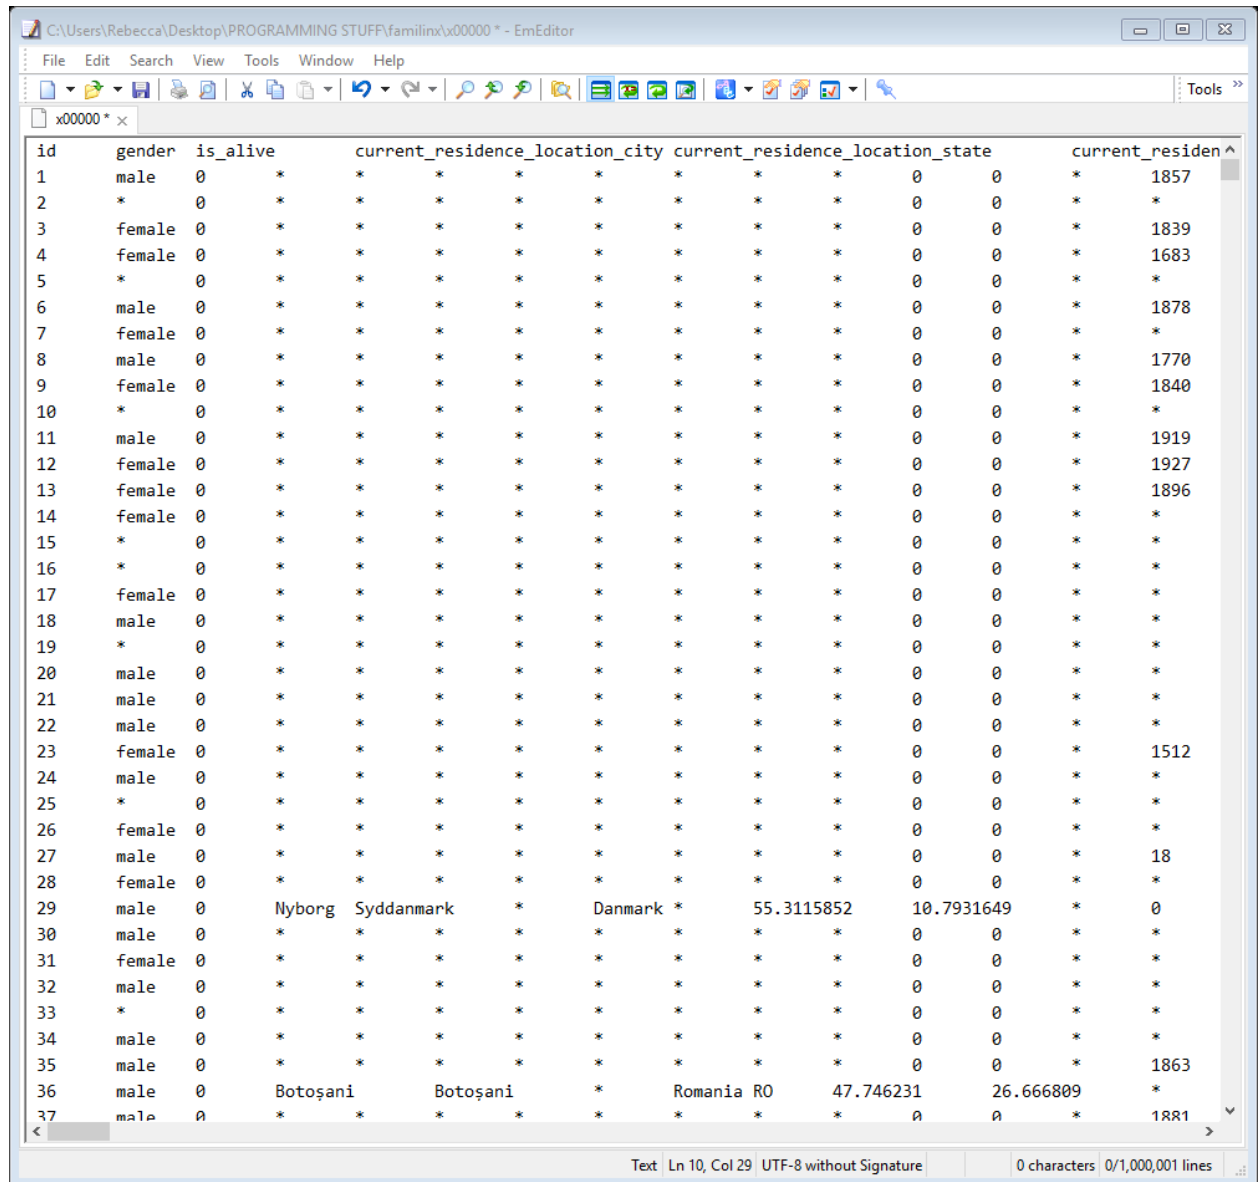 C:\Users\Rebecca\Desktop\PROGRAMMING STUFF\familinx\x00000 * - EmEditor
File Edit Search View Tools Window Help
Tools »
x00000 * ×
id gender is_alive current_residence_location_city current_residence_location_state current_residen
1 male 0 * * * * * * * * 0 0 * 1857
2 * 0 * * * * * * * * 0 0 * *
3 female 0 * * * * * * * * 0 0 * 1839
4 female 0 * * * * * * * * 0 0 * 1683
5 * 0 * * * * * * * * 0 0 * *
6 male 0 * * * * * * * * 0 0 * 1878
7 female 0 * * * * * * * * 0 0 * *
8 male 0 * * * * * * * * 0 0 * 1770
9 female 0 * * * * * * * * 0 0 * 1840
10 * 0 * * * * * * * * 0 0 * *
11 male 0 * * * * * * * * 0 0 * 1919
12 female 0 * * * * * * * * 0 0 * 1927
13 female 0 * * * * * * * * 0 0 * 1896
14 female 0 * * * * * * * * 0 0 * *
15 * 0 * * * * * * * * 0 0 * *
16 * 0 * * * * * * * * 0 0 * *
17 female 0 * * * * * * * * 0 0 * *
18 male 0 * * * * * * * * 0 0 * *
19 * 0 * * * * * * * * 0 0 * *
20 male 0 * * * * * * * * 0 0 * *
21 male 0 * * * * * * * * 0 0 * *
22 male 0 * * * * * * * * 0 0 * *
23 female 0 * * * * * * * * 0 0 * 1512
24 male 0 * * * * * * * * 0 0 * *
25 * 0 * * * * * * * * 0 0 * *
26 female 0 * * * * * * * * 0 0 * *
27 male 0 * * * * * * * * 0 0 * 18
28 female 0 * * * * * * * * 0 0 * *
29 male 0 Nyborg Syddanmark * Danmark * 55.3115852 10.7931649 * 0
30 male 0 * * * * * * * * 0 0 * *
31 female 0 * * * * * * * * 0 0 * *
32 male 0 * * * * * * * * 0 0 * *
33 * 0 * * * * * * * * 0 0 * *
34 male 0 * * * * * * * * 0 0 * *
35 male 0 * * * * * * * * 0 0 * 1863
36 male 0 Botoșani Botoșani * Romania RO 47.746231 26.666809 *
37 male 0 * * * * * * * * 0 0 * 1881
Text Ln 10, Col 29 UTF-8 without Signature 0 characters 0/1,000,001 lines